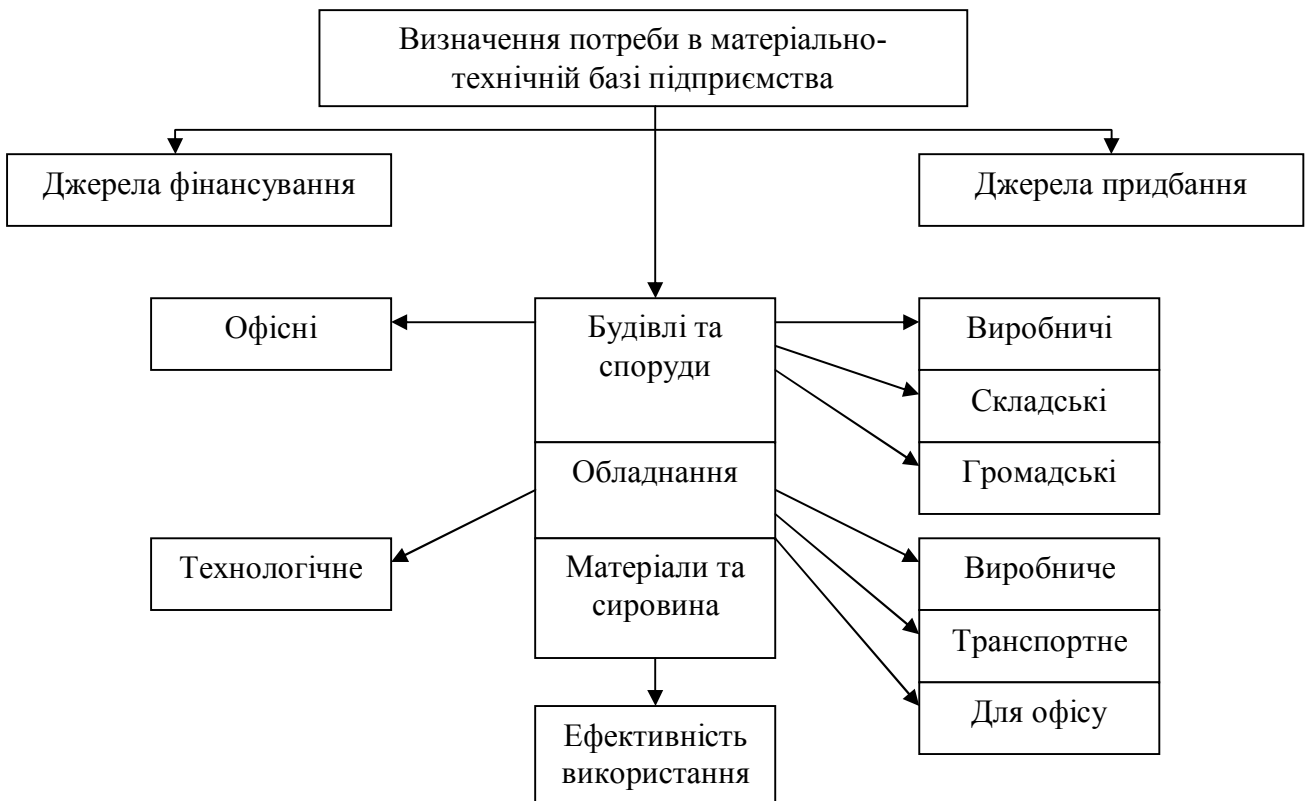 Визначення потреби в матеріально-
технічній базі підприємства
Джерела фінансування
Джерела придбання
Офісні
Будівлі та
споруди
Виробничі
Складські
Громадські
Обладнання
Технологічне
Матеріали та
сировина
Виробниче
Транспортне
Для офісу
Ефективність
використання